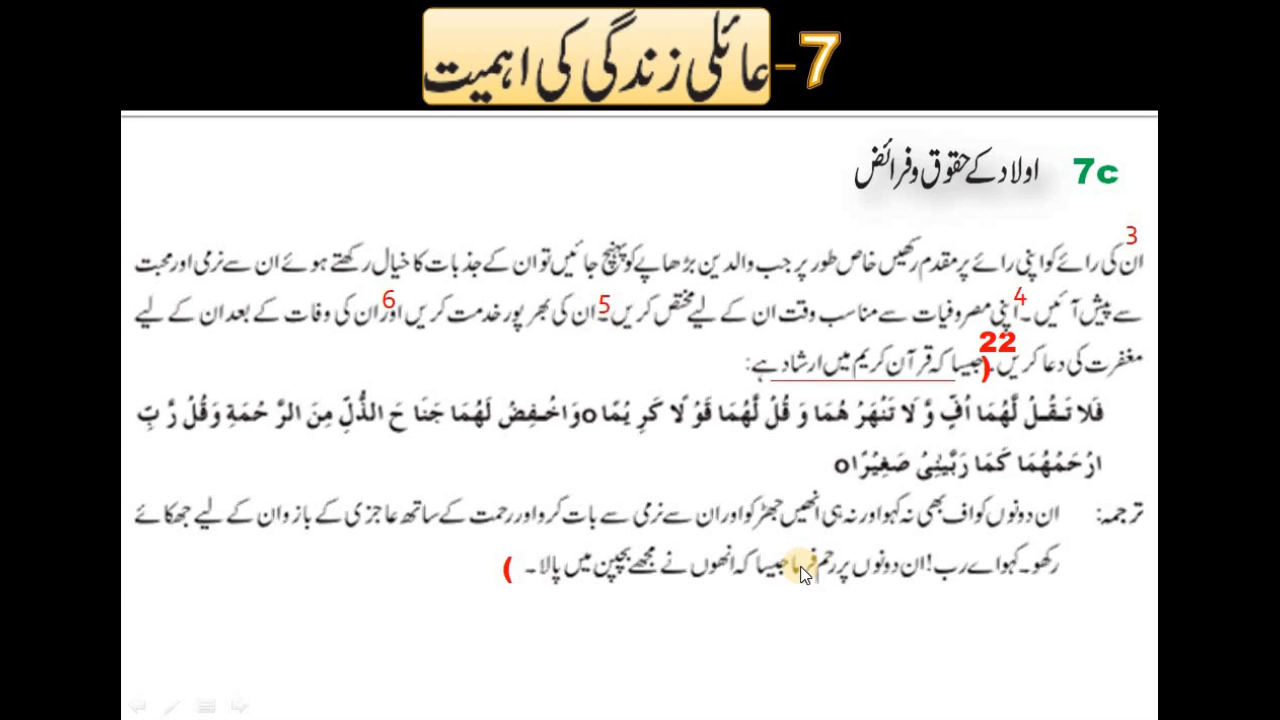 7- عائلی زندگی کی اہمیت
7c اولاد کے حقوق و فرائض
3
ان کی رائے کو اپنی رائے پر مقدم رکھیں خاص طور پر جب والدین بڑھاپے کو پہنچ جائیں تو ان کے جذبات کا خیال رکھتے ہوئے ان سے نرمی اور محبت
سے پیش آئیں۔ 4 اپنی مصروفیات سے مناسب وقت ان کے لیے مختص کریں۔ 5 ان کی بھر پور خدمت کریں اور 6 ان کی وفات کے بعد ان کے لیے
مغفرت کی دعا کریں۔ 22 ) جیسا کہ قرآن کریم میں ارشاد ہے:
فَلَا تَقُلْ لَّهُمَا اُفٍّ وَّ لَا تَنْهَرْ هُمَا وَ قُلْ لَّهُمَا قَوْ لًا كَرِ يْمًا o وَ اخْفِضْ لَهُمَا جَنَا حَ الذُّلِّ مِنَ الرَّ حْمَةِ وَ قُلْ رَّ بِّ
ارْحَمْهُمَا كَمَا رَبَّيٰنِيْ صَغِيْرًا o
ترجمہ: ان دونوں کو اف بھی نہ کہو اور نہ ہی انھیں جھڑکو اور ان سے نرمی سے بات کرو اور رحمت کے ساتھ عاجزی کے بازو ان کے لیے جھکائے
رکھو۔ کہو اے رب! ان دونوں پر رحم فرما جیسا کہ انھوں نے مجھے بچپن میں پالا۔ (